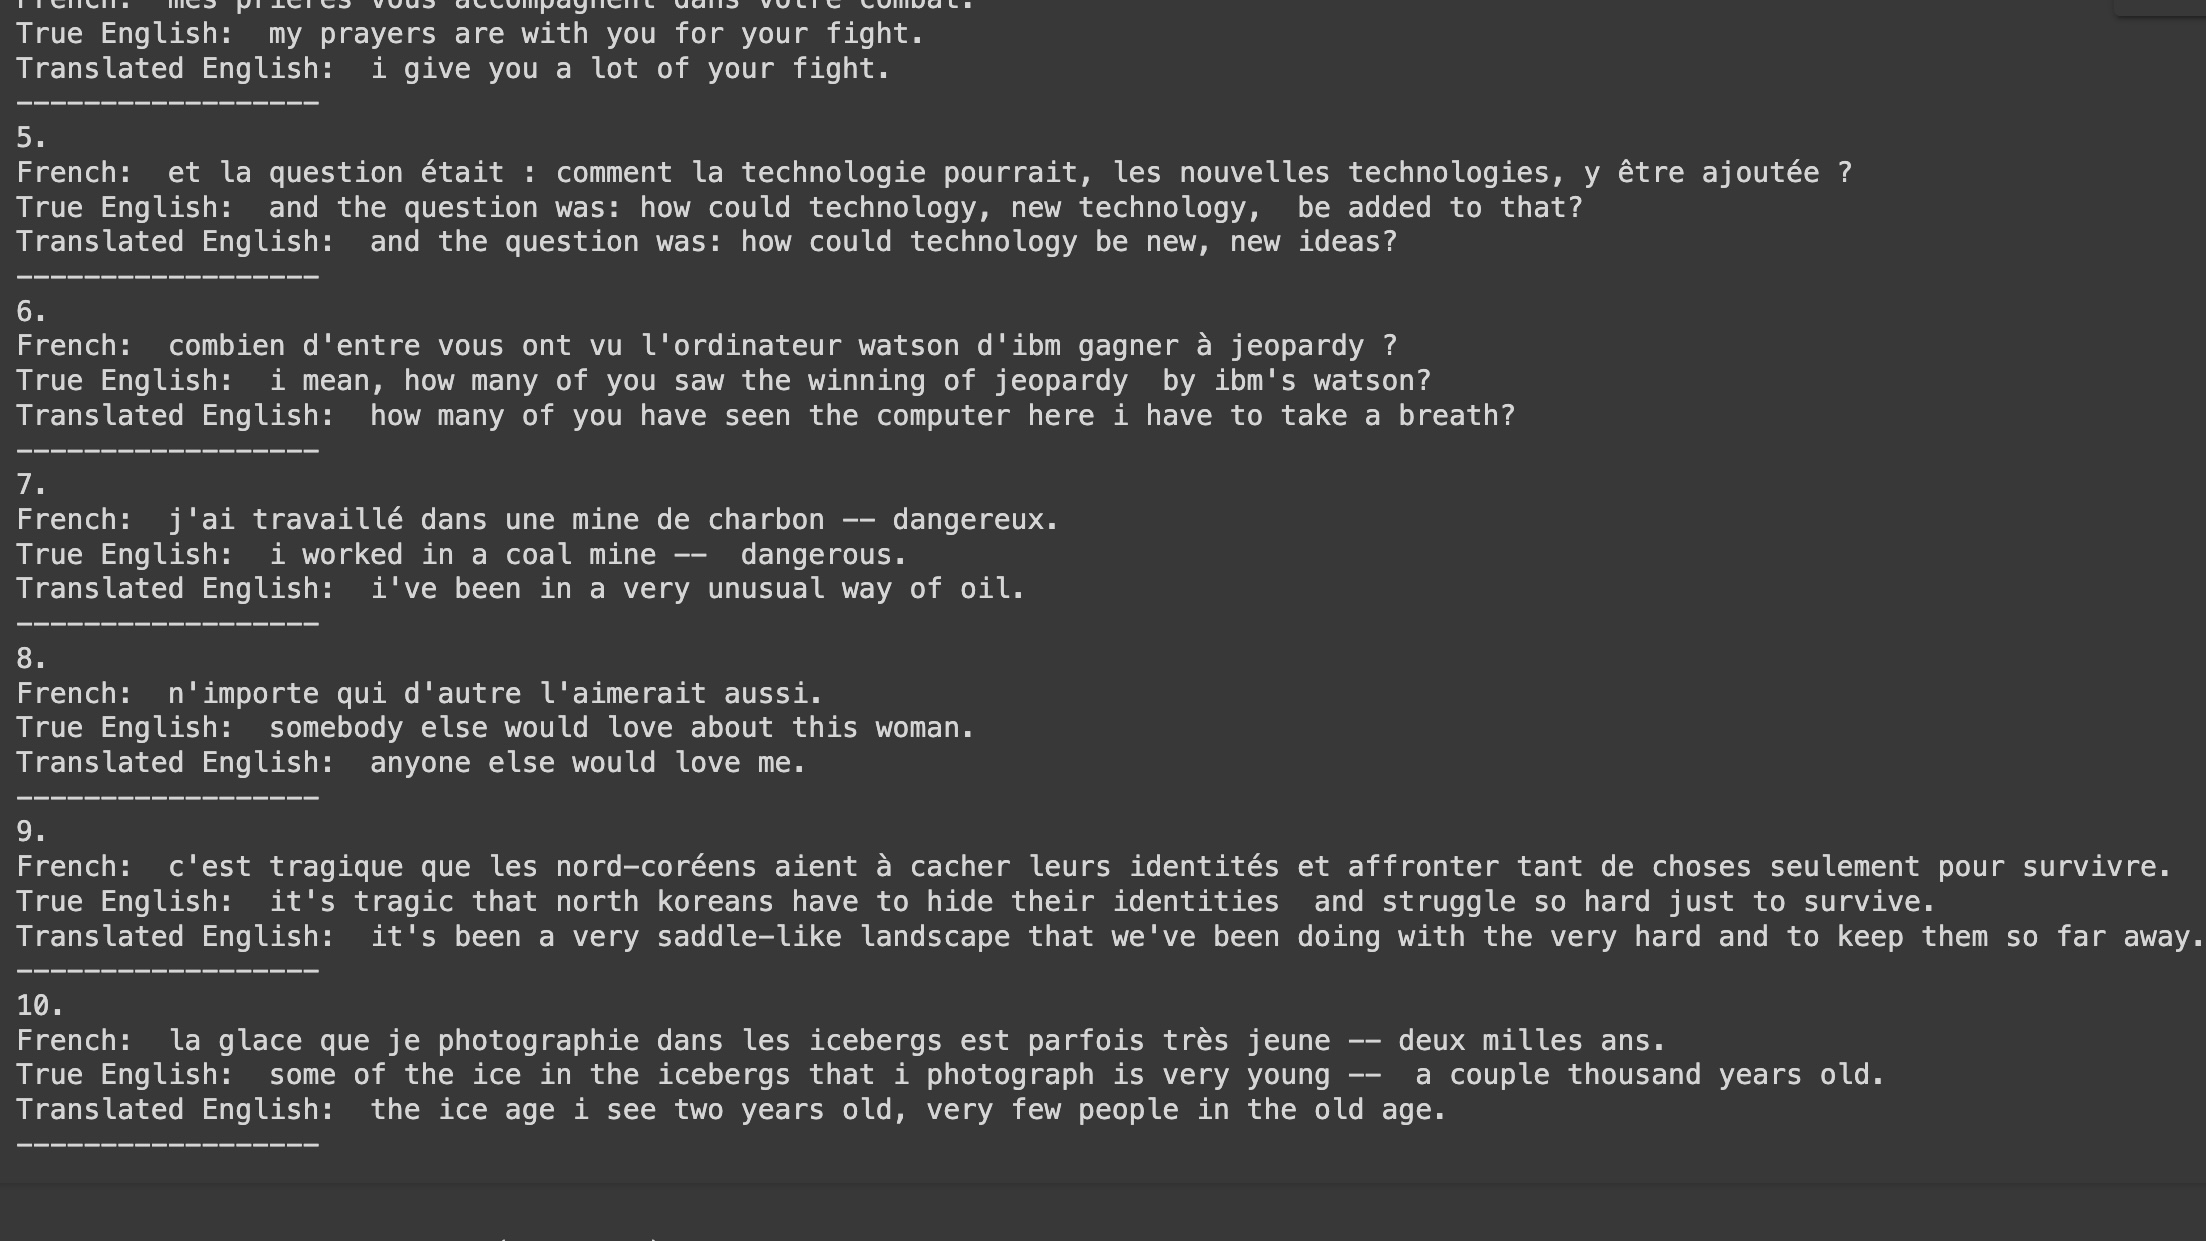 French:  mes prières vous accompagnent dans votre combat.
True English:  my prayers are with you for your fight.
Translated English:  i give you a lot of your fight.
------------------
5.
French:  et la question était : comment la technologie pourrait, les nouvelles technologies, y être ajoutée ?
True English:  and the question was: how could technology, new technology,  be added to that?
Translated English:  and the question was: how could technology be new, new ideas?
------------------
6.
French:  combien d'entre vous ont vu l'ordinateur watson d'ibm gagner à jeopardy ?
True English:  i mean, how many of you saw the winning of jeopardy  by ibm's watson?
Translated English:  how many of you have seen the computer here i have to take a breath?
------------------
7.
French:  j'ai travaillé dans une mine de charbon -- dangereux.
True English:  i worked in a coal mine --  dangerous.
Translated English:  i've been in a very unusual way of oil.
------------------
8.
French:  n'importe qui d'autre l'aimerait aussi.
True English:  somebody else would love about this woman.
Translated English:  anyone else would love me.
------------------
9.
French:  c'est tragique que les nord-coréens aient à cacher leurs identités et affronter tant de choses seulement pour survivre.
True English:  it's tragic that north koreans have to hide their identities  and struggle so hard just to survive.
Translated English:  it's been a very saddle-like landscape that we've been doing with the very hard and to keep them so far away.
------------------
10.
French:  la glace que je photographie dans les icebergs est parfois très jeune -- deux milles ans.
True English:  some of the ice in the icebergs that i photograph is very young --  a couple thousand years old.
Translated English:  the ice age i see two years old, very few people in the old age.
------------------